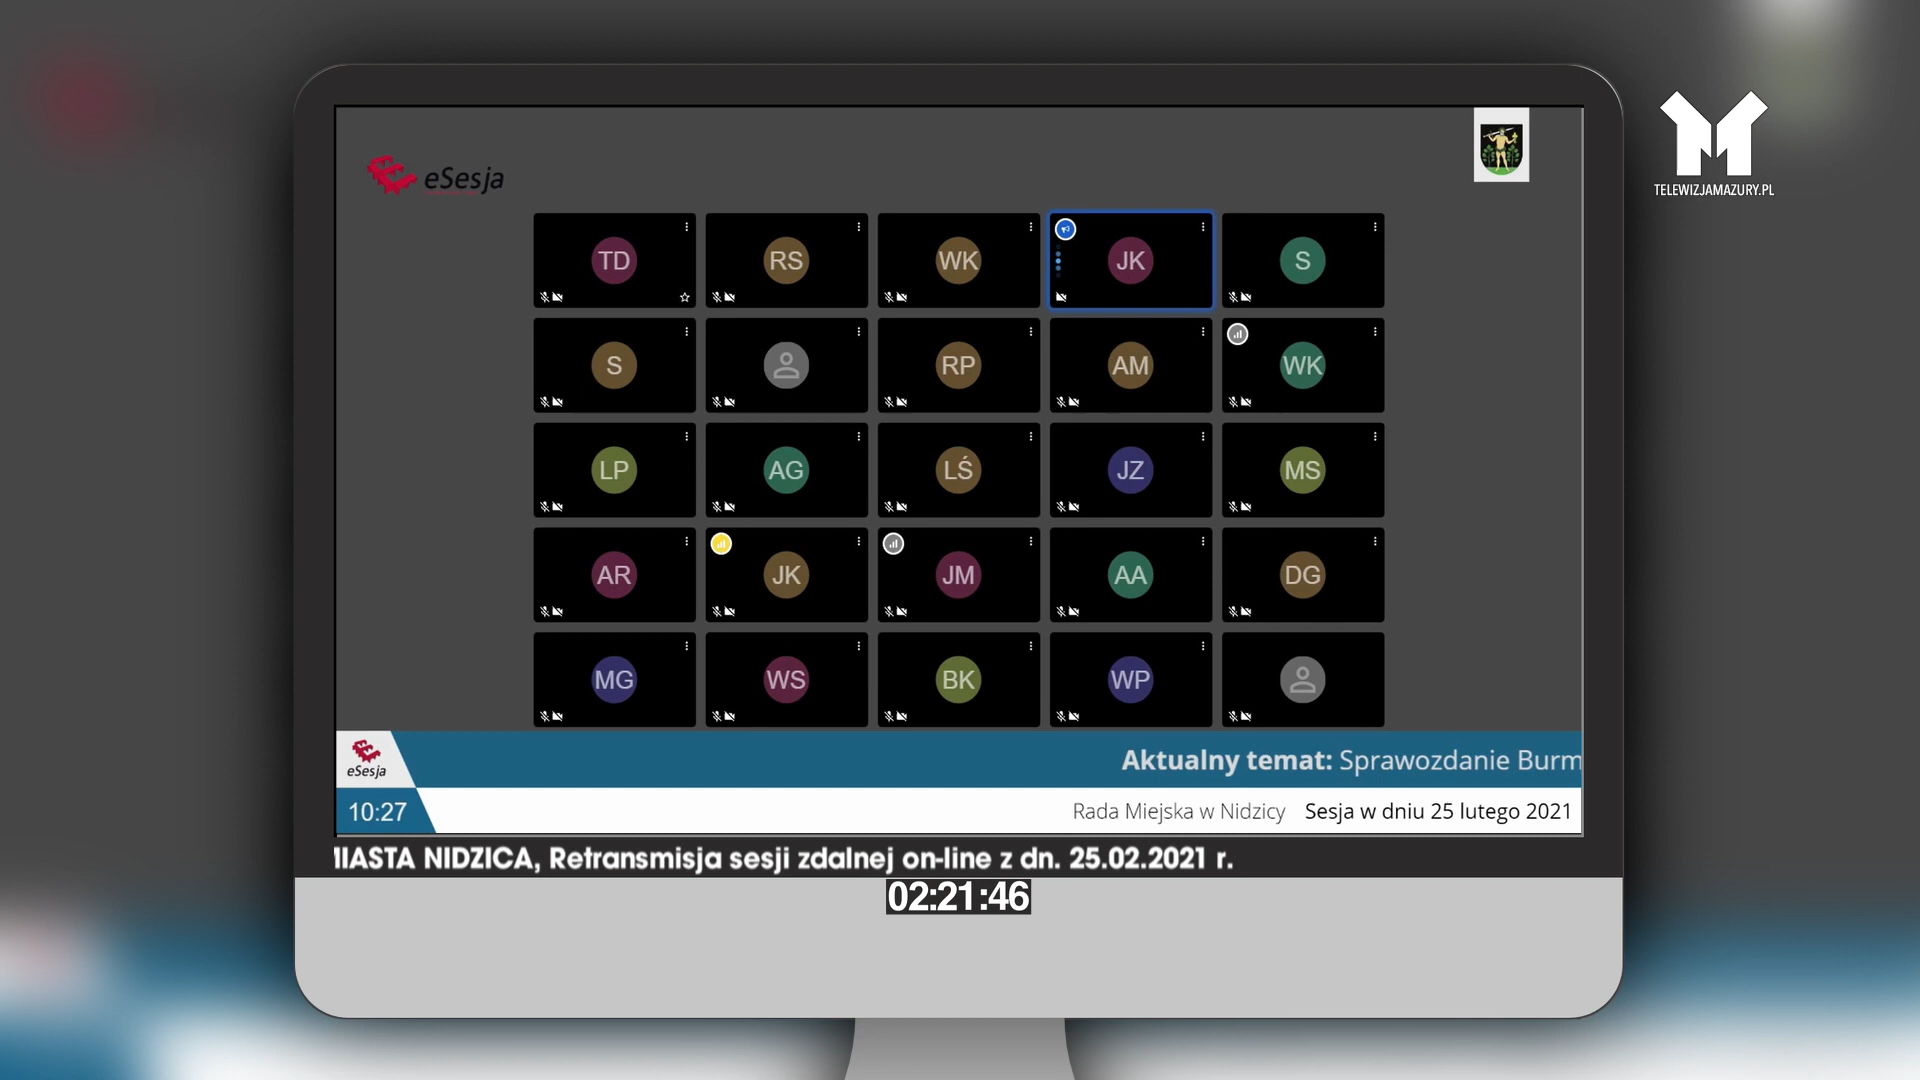 TELEWIZJAMAZURY.PL
eSesja
TD RS WK JK S
S RP AM WK
LP AG LŚ JZ MS
AR JK JM AA DG
MG WS BK WP
eSesja
Aktualny temat: Sprawozdanie Burm
10:27
Rada Miejska w Nidzicy Sesja w dniu 25 lutego 2021
MIASTA NIDZICA, Retransmisja sesji zdalnej on-line z dn. 25.02.2021 r.
02:21:46